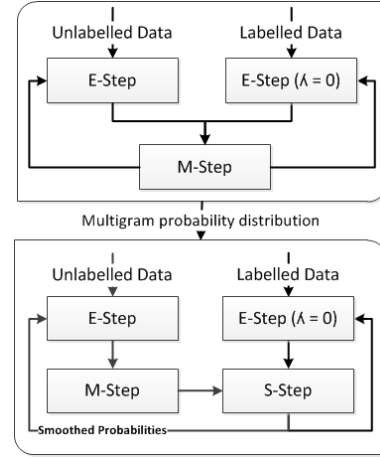 Unlabelled Data Labelled Data
E-Step E-Step (ʎ = 0)
M-Step
Multigram probability distribution
Unlabelled Data Labelled Data
E-Step E-Step (ʎ = 0)
M-Step S-Step
Smoothed Probabilities